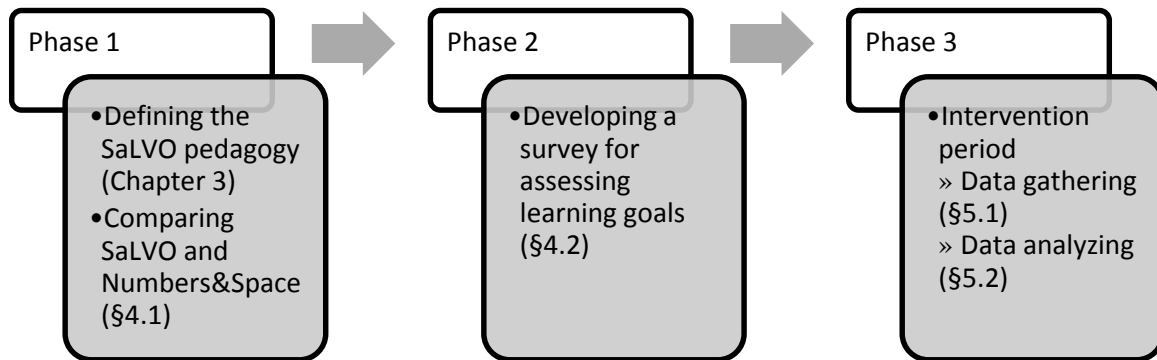 Phase 1
•Defining the
SaLVO pedagogy
(Chapter 3)
•Comparing
SaLVO and
Numbers&Space
(§4.1)
Phase 2
•Developing a
survey for
assessing
learning goals
(§4.2)
Phase 3
•Intervention
period
» Data gathering
(§5.1)
» Data analyzing
(§5.2)